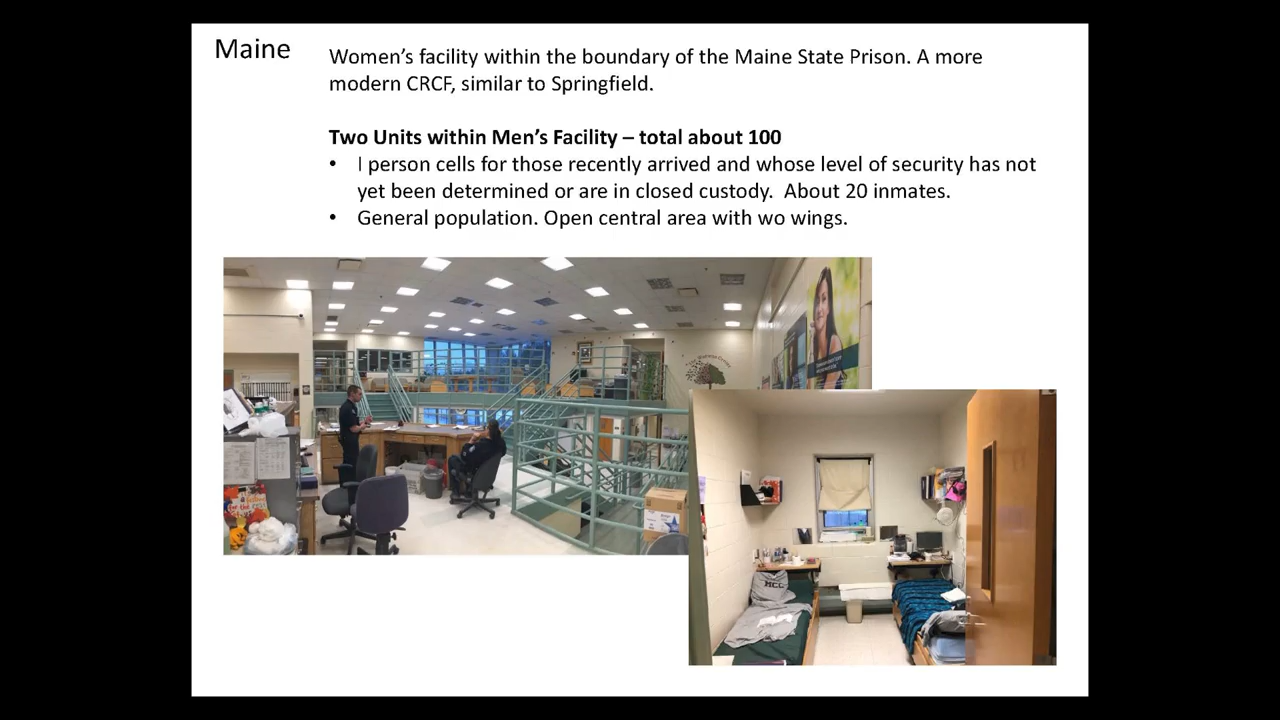 Maine
Women's facility within the boundary of the Maine State Prison. A more
modern CRCF, similar to Springfield.
Two Units within Men's Facility – total about 100
• I person cells for those recently arrived and whose level of security has not
yet been determined or are in closed custody.  About 20 inmates.
• General population. Open central area with wo wings.
MCC